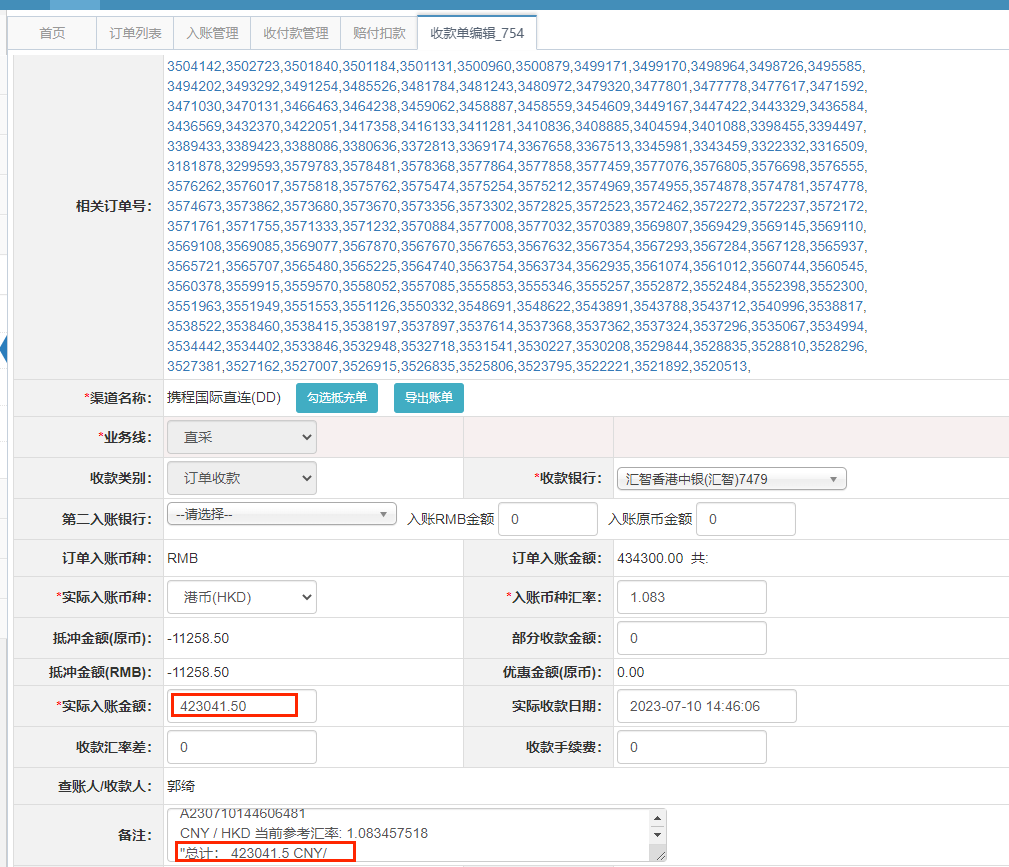 首页 订单列表 入账管理 收付款管理 赔付扣款 收款单编辑_754
3504142,3502723,3501840,3501184,3501131,3500960,3500879,3499171,3499170,3498964,3498726,3495585,
3494202,3493292,3491254,3485526,3481784,3481243,3480972,3479320,3477801,3477778,3477617,3471592,
3471030,3470131,3466463,3464238,3459062,3458887,3458559,3454609,3449167,3447422,3443329,3436584,
3436569,3432370,3422051,3417358,3416133,3411281,3410836,3408885,3404594,3401088,3398455,3394497,
3389433,3389423,3388086,3380636,3372813,3369174,3367658,3367513,3345981,3343459,3322332,3316509,
3181878,3299593,3579783,3578481,3578368,3577864,3577858,3577459,3577076,3576805,3576698,3576555,
3576262,3576017,3575818,3575762,3575474,3575254,3575212,3574969,3574955,3574878,3574781,3574778,
相关订单号： 3574673,3573862,3573680,3573670,3573356,3573302,3572825,3572523,3572462,3572272,3572237,3572172,
3571761,3571755,3571333,3571232,3570884,3577008,3577032,3570389,3569807,3569429,3569145,3569110,
3569108,3569085,3569077,3567870,3567670,3567653,3567632,3567354,3567293,3567284,3567128,3565937,
3565721,3565707,3565480,3565225,3564740,3563754,3563734,3562935,3561074,3561012,3560744,3560545,
3560378,3559915,3559570,3558052,3557085,3555853,3555346,3555257,3552872,3552484,3552398,3552300,
3551963,3551949,3551553,3551126,3550332,3548691,3548622,3543891,3543788,3543712,3540996,3538817,
3538522,3538460,3538415,3538197,3537897,3537614,3537368,3537362,3537324,3537296,3535067,3534994,
3534442,3534402,3533846,3532948,3532718,3531541,3530227,3530208,3529844,3528835,3528810,3528296,
3527381,3527162,3527007,3526915,3526835,3525806,3523795,3522221,3521892,3520513,
*渠道名称： 携程国际直连(DD) 勾选抵充单 导出账单
*业务线： 直采
收款类别： 订单收款 *收款银行： 汇智香港中银(汇智)7479
第二入账银行： --请选择-- 入账RMB金额 0 入账原币金额 0
订单入账币种： RMB 订单入账金额： 434300.00 共:
*实际入账币种： 港币(HKD) *入账币种汇率： 1.083
抵冲金额(原币)： -11258.50 部分收款金额： 0
抵冲金额(RMB)： -11258.50 优惠金额(原币)： 0.00
*实际入账金额： 423041.50 实际收款日期： 2023-07-10 14:46:06
收款汇率差： 0 收款手续费： 0
查账人/收款人： 郭绮
A230710144606481
备注： CNY / HKD 当前参考汇率: 1.083457518
"总计： 423041.5 CNY/